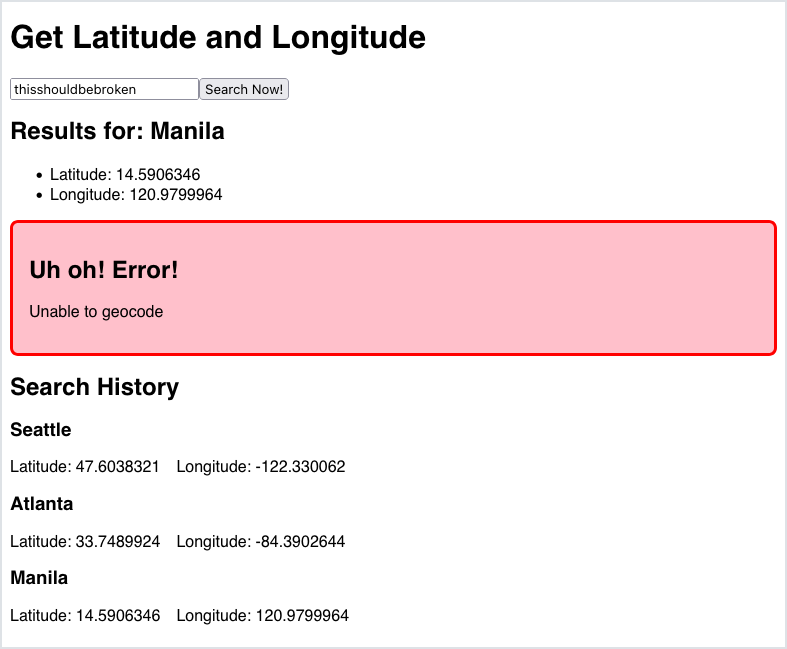 Get Latitude and Longitude
thisshouldbebroken Search Now!
Results for: Manila
• Latitude: 14.5906346
• Longitude: 120.9799964
Uh oh! Error!
Unable to geocode
Search History
Seattle
Latitude: 47.6038321 Longitude: -122.330062
Atlanta
Latitude: 33.7489924 Longitude: -84.3902644
Manila
Latitude: 14.5906346 Longitude: 120.9799964